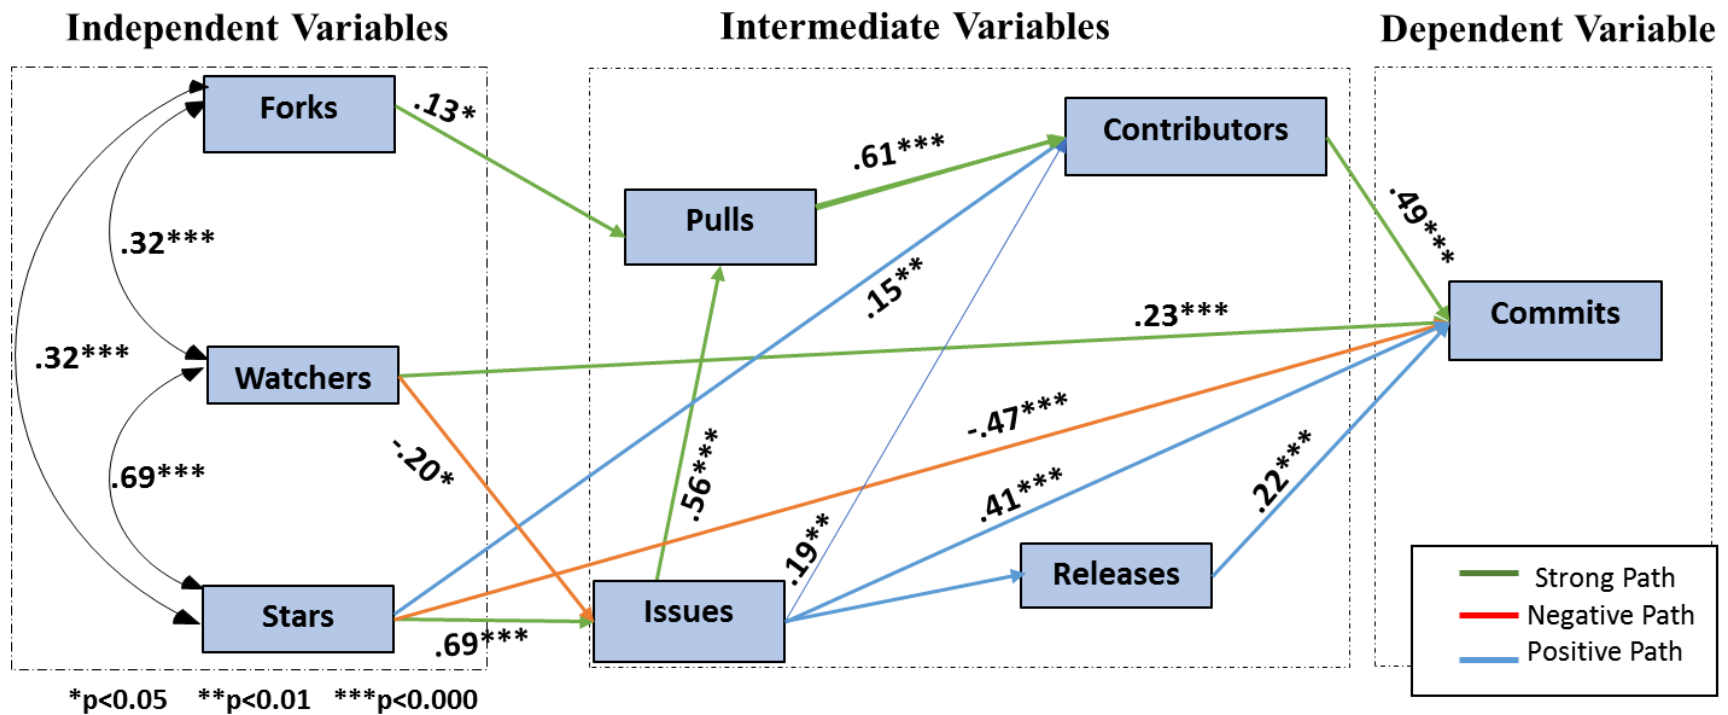 Independent Variables
Intermediate Variables
Dependent Variable
Forks
.13*
Contributors
.61***
Pulls
.49***
.32***
.15**
.23***
Commits
.32***
Watchers
-.47***
-.20*
.69***
.56***
.41***
.22***
.19**
Releases
Stars
.69***
Issues
Strong Path
Negative Path
Positive Path
*p<0.05 **p<0.01 ***p<0.000